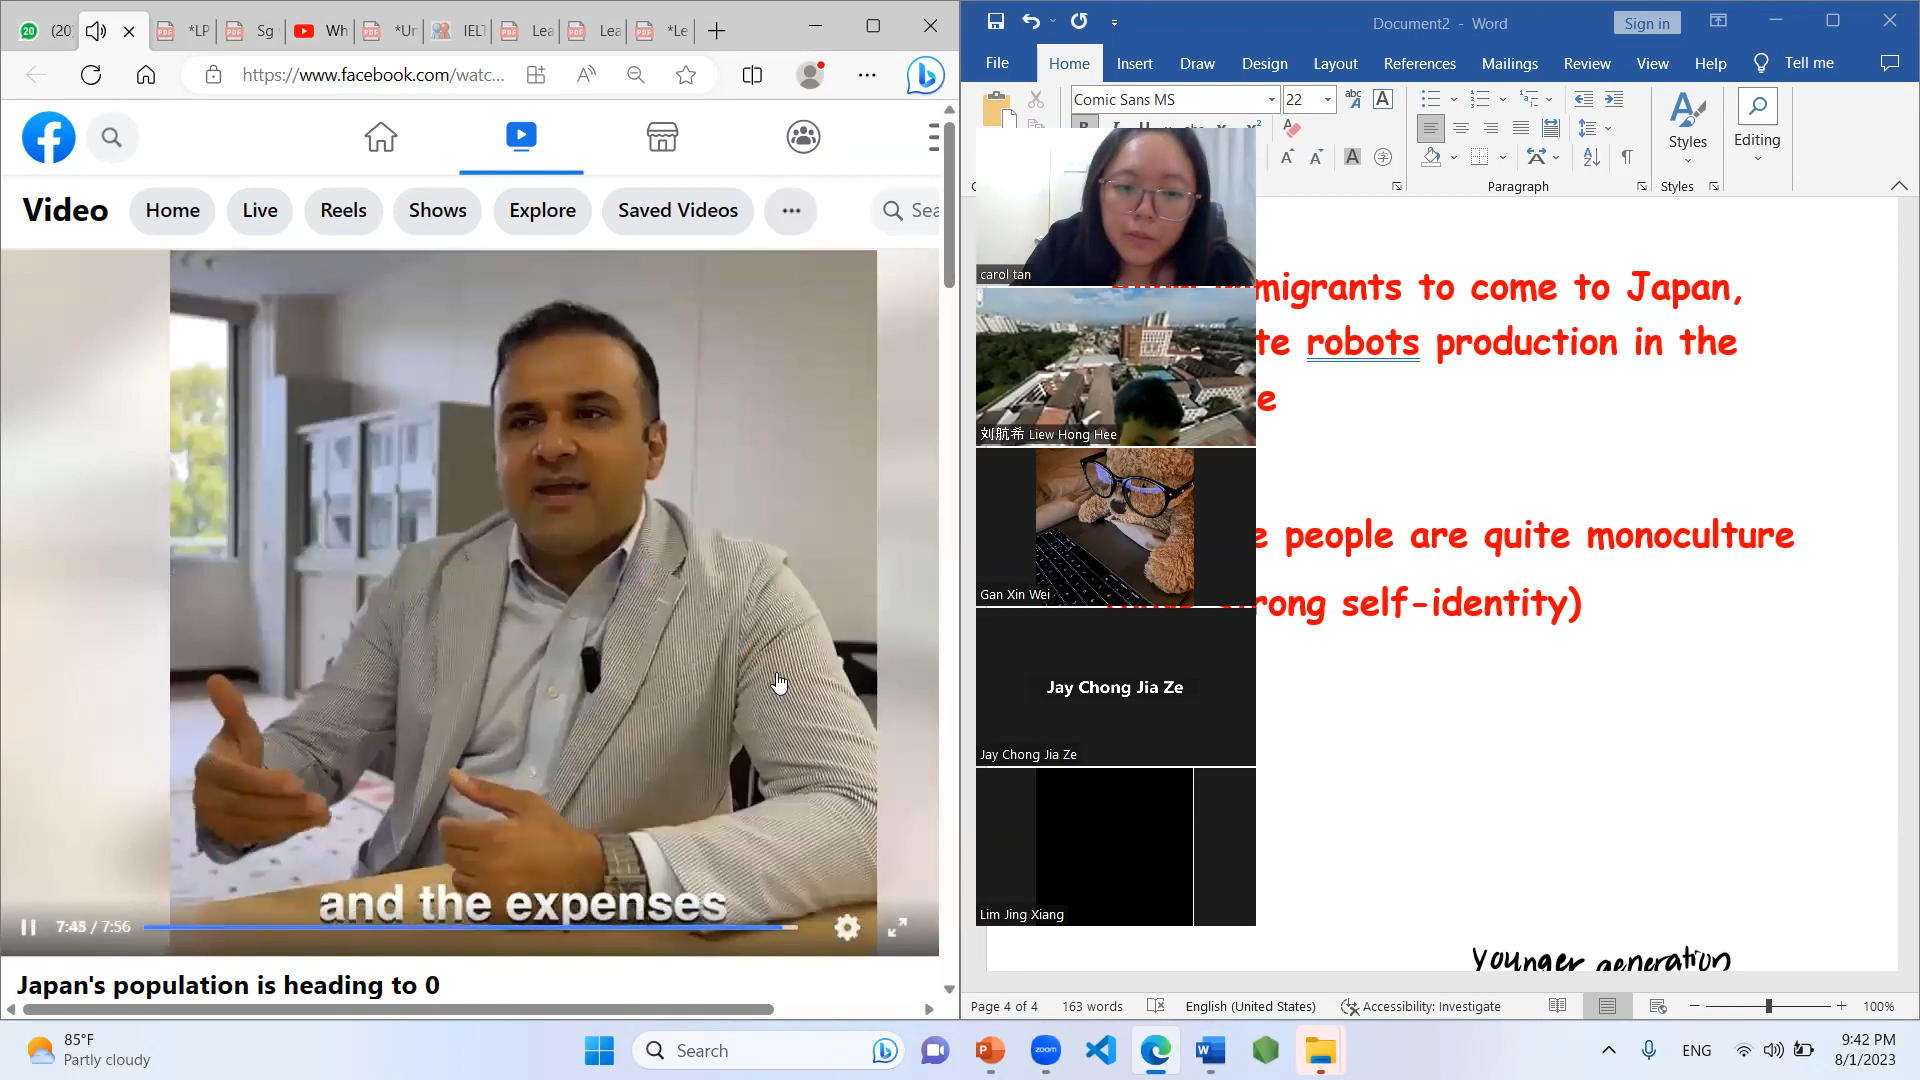 (20
*LP
Sg
Wh
*Ur
IEL
Lea
Lea
*Le
https://www.facebook.com/watc...
Video
Home
Live
Reels
Shows
Explore
Saved Videos
Sea
and the expenses
7:45 / 7:56
Japan's population is heading to 0
Document2 - Word
Sign in
File
Home
Insert
Draw
Design
Layout
References
Mailings
Review
View
Help
Tell me
Comic Sans MS
22
Paragraph
Styles
Styles
Editing
migrants to come to Japan,
te robots production in the
e
e people are quite monoculture
rong self-identity)
Younger generation
carol tan
刘航希 Liew Hong Hee
Gan Xin Wei
Jay Chong Jia Ze
Jay Chong Jia Ze
Lim Jing Xiang
Page 4 of 4
163 words
English (United States)
Accessibility: Investigate
100%
85°F
Partly cloudy
Search
zoom
ENG
9:42 PM
8/1/2023